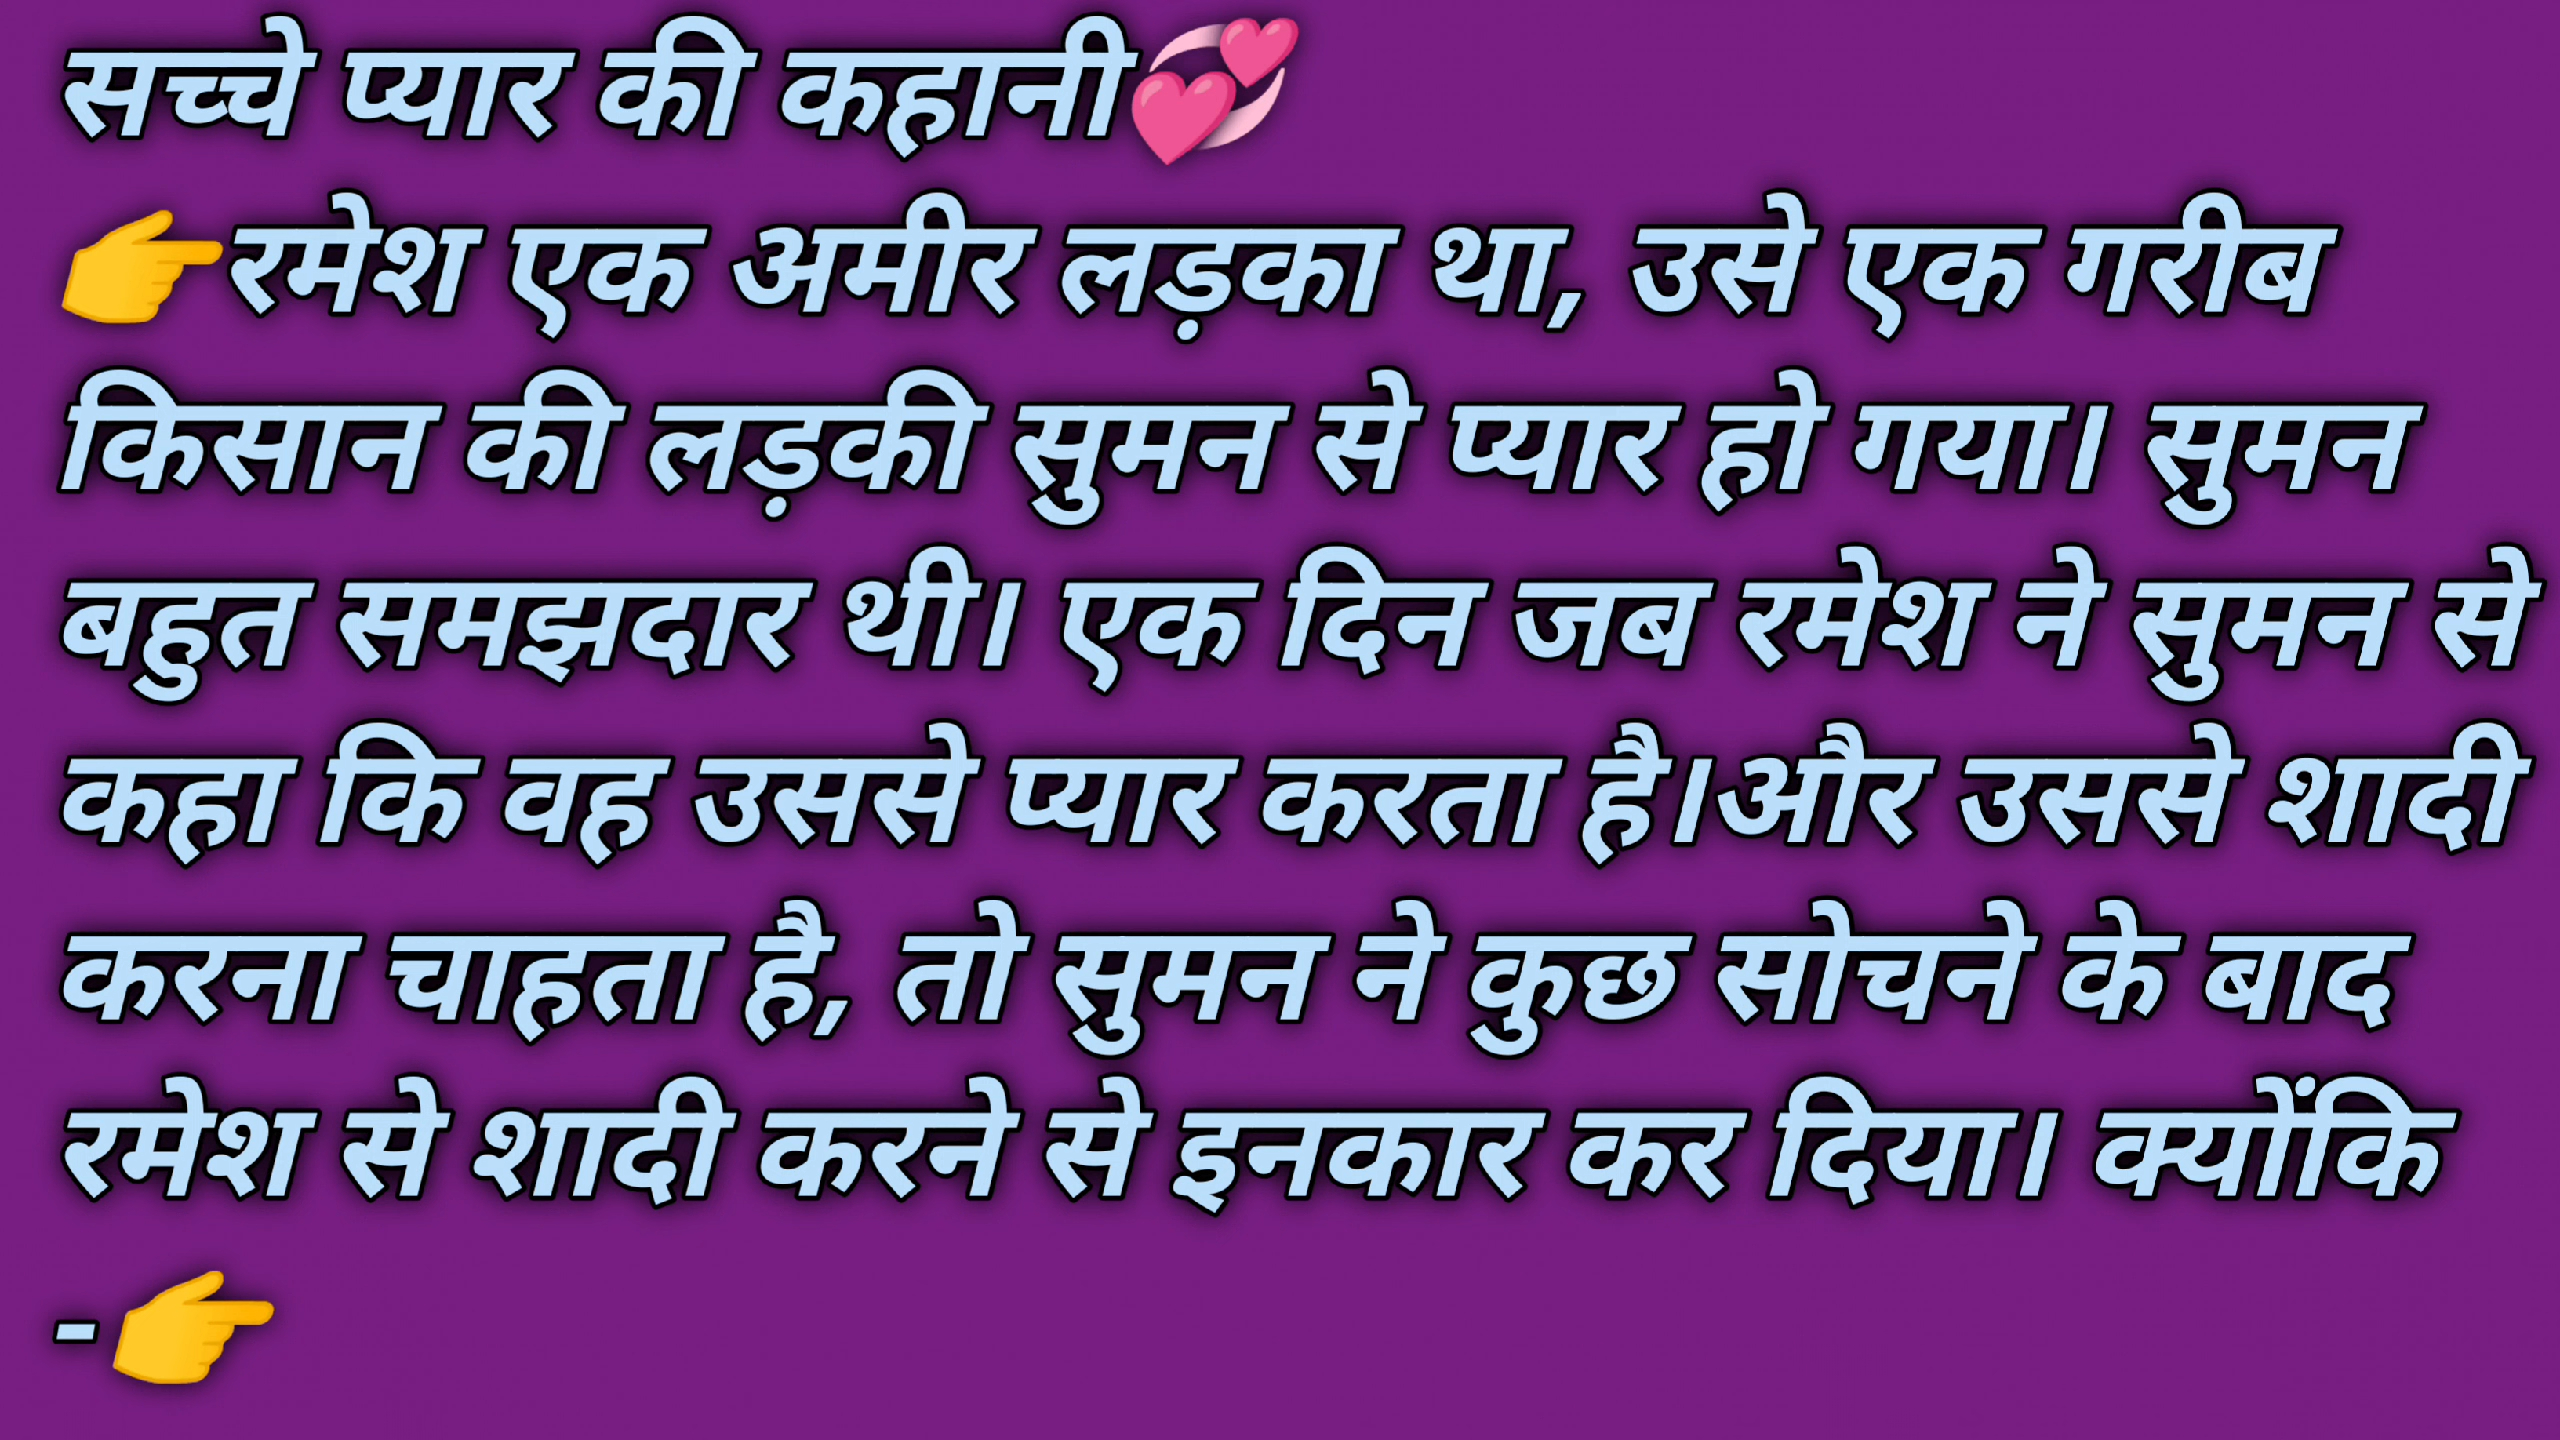 सच्चे प्यार की कहानी💞
👉रमेश एक अमीर लड़का था, उसे एक गरीब
किसान की लड़की सुमन से प्यार हो गया। सुमन
बहुत समझदार थी। एक दिन जब रमेश ने सुमन से
कहा कि वह उससे प्यार करता है।और उससे शादी
करना चाहता है, तो सुमन ने कुछ सोचने के बाद
रमेश से शादी करने से इनकार कर दिया। क्योंकि
-👉